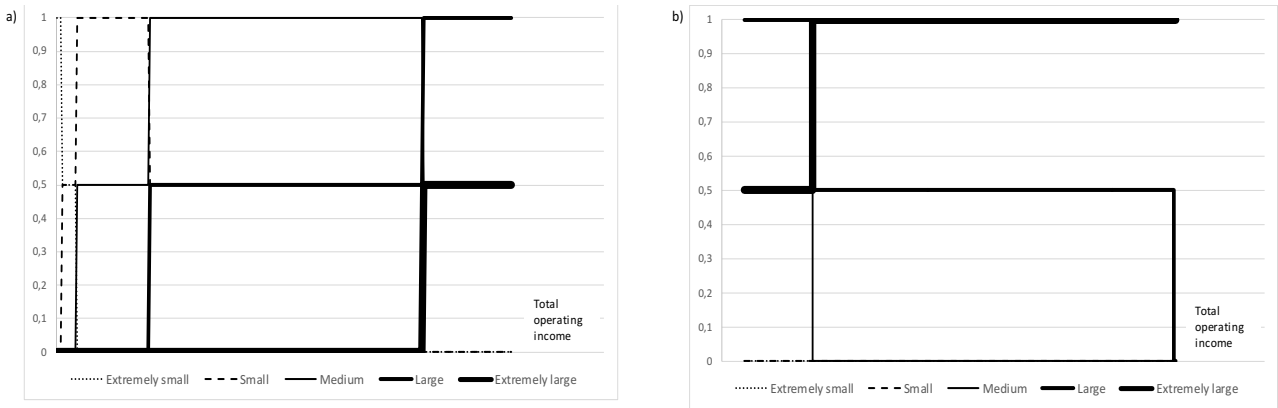 a)
1
0,9
0,8
0,7
0,6
0,5
0,4
0,3
0,2
0,1
0
Total
operating
income
Extremely small Small Medium Large Extremely large
b)
1
0,9
0,8
0,7
0,6
0,5
0,4
0,3
0,2
0,1
0
Total
operating
income
Extremely small Small Medium Large Extremely large